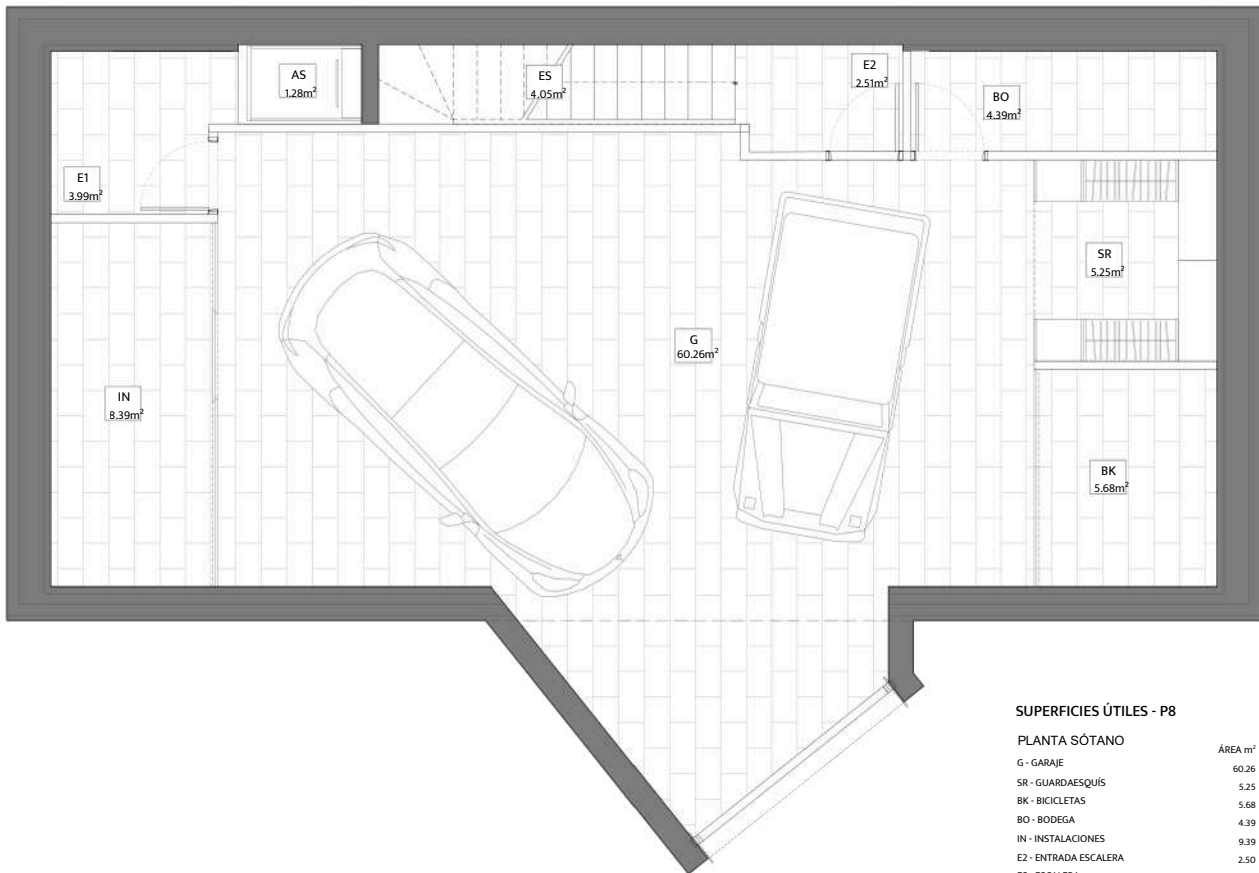 AS
1.28m²
ES
4.05m²
E2
2.51m²
BO
4.39m²
E1
3.99m²
SR
5.25m²
G
60.26m²
IN
8.39m²
BK
5.68m²
SUPERFICIES ÚTILES - P8
PLANTA SÓTANO
ÁREA m²
G - GARAJE 60.26
SR - GUARDAESQUÍS 5.25
BK - BICICLETAS 5.68
BO - BODEGA 4.39
IN - INSTALACIONES 9.39
E2 - ENTRADA ESCALERA 2.50